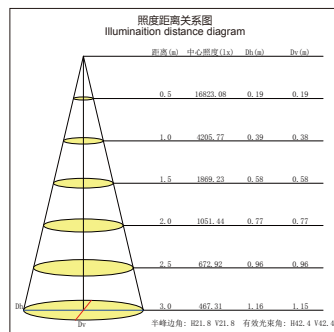 照度距离关系图
Illuminaition distance diagram
距离(m) 中心照度(lx) Dh(m) Dv(m)
0.5 16823.08 0.19 0.19
1.0 4205.77 0.39 0.38
1.5 1869.23 0.58 0.58
2.0 1051.44 0.77 0.77
2.5 672.92 0.96 0.96
Dh 3.0 467.31 1.16 1.15
Dv
半峰边角: H21.8 V21.8 有效光束角: H42.4 V42.4